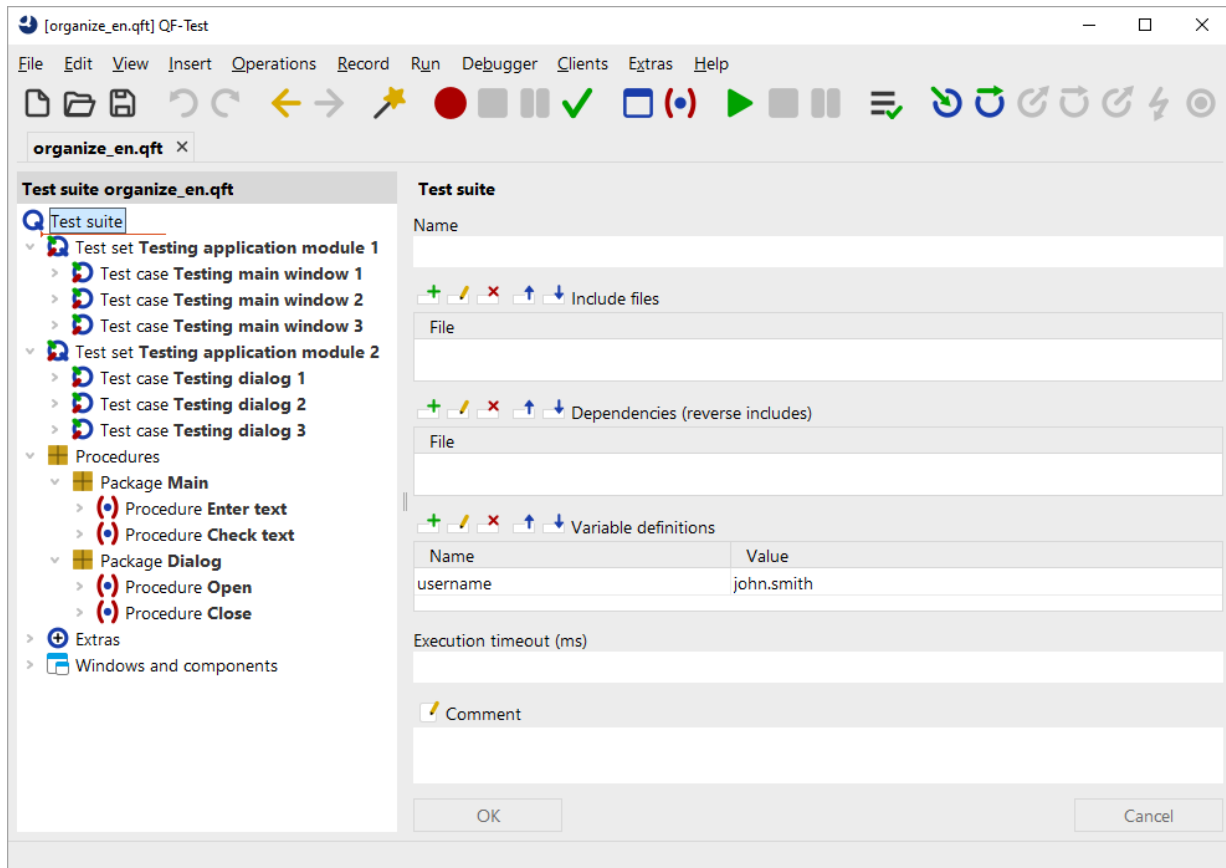 [organize_en.qft] QF-Test
File Edit View Insert Operations Record Run Debugger Clients Extras Help
organize_en.qft
Test suite organize_en.qft
Test suite
Test set Testing application module 1
Test case Testing main window 1
Test case Testing main window 2
Test case Testing main window 3
Test set Testing application module 2
Test case Testing dialog 1
Test case Testing dialog 2
Test case Testing dialog 3
Procedures
Package Main
Procedure Enter text
Procedure Check text
Package Dialog
Procedure Open
Procedure Close
Extras
Windows and components
Test suite
Name
Include files
File
Dependencies (reverse includes)
File
Variable definitions
Name Value
username john.smith
Execution timeout (ms)
Comment
OK Cancel